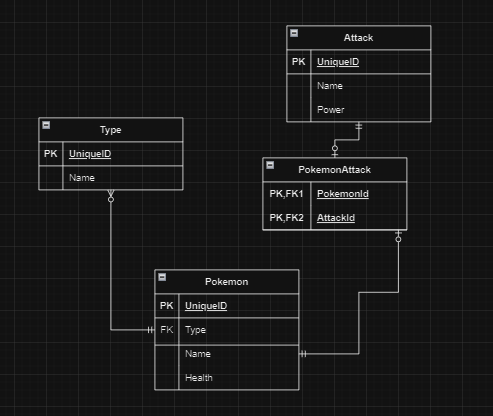 Attack
PK UniqueID
Name
Power
Type
PK UniqueID
Name
PokemonAttack
PK,FK1 PokemonId
PK,FK2 AttackId
Pokemon
PK UniqueID
FK Type
Name
Health